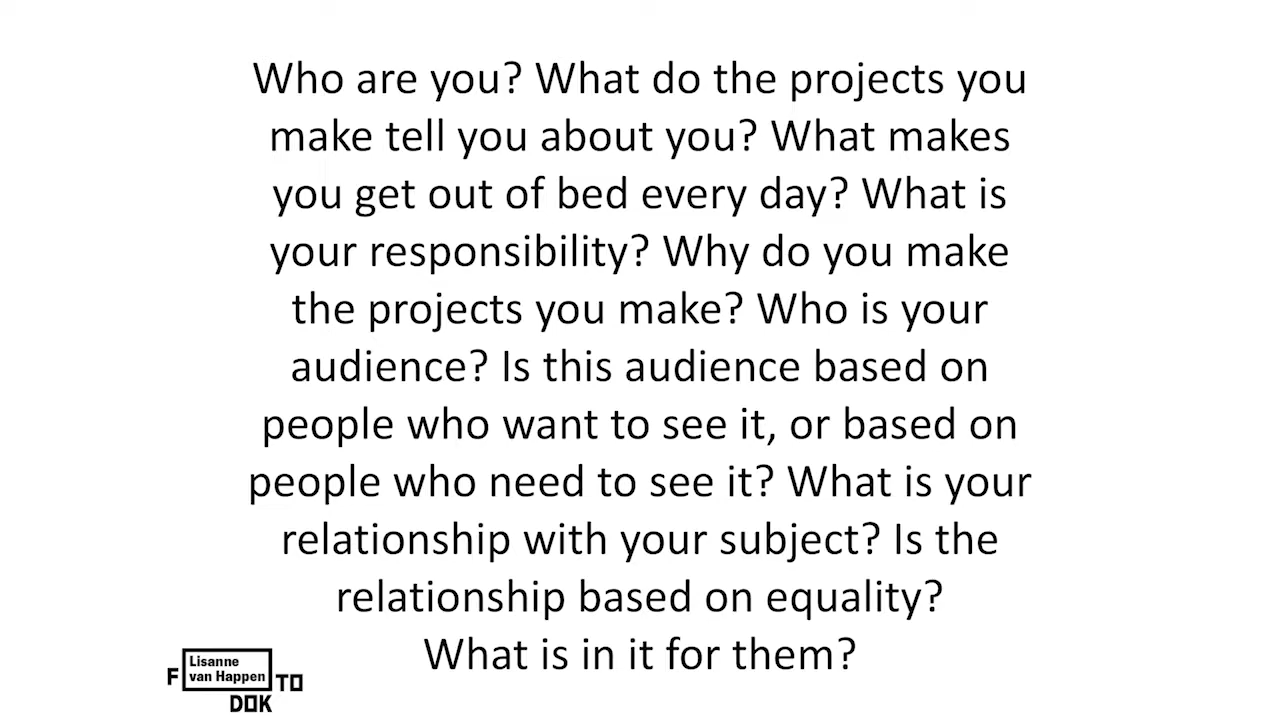 Who are you? What do the projects you
make tell you about you? What makes
you get out of bed every day? What is
your responsibility? Why do you make
the projects you make? Who is your
audience? Is this audience based on
people who want to see it, or based on
people who need to see it? What is your
relationship with your subject? Is the
relationship based on equality?
What is in it for them?
Lisanne
van Happen
F TO
DOK